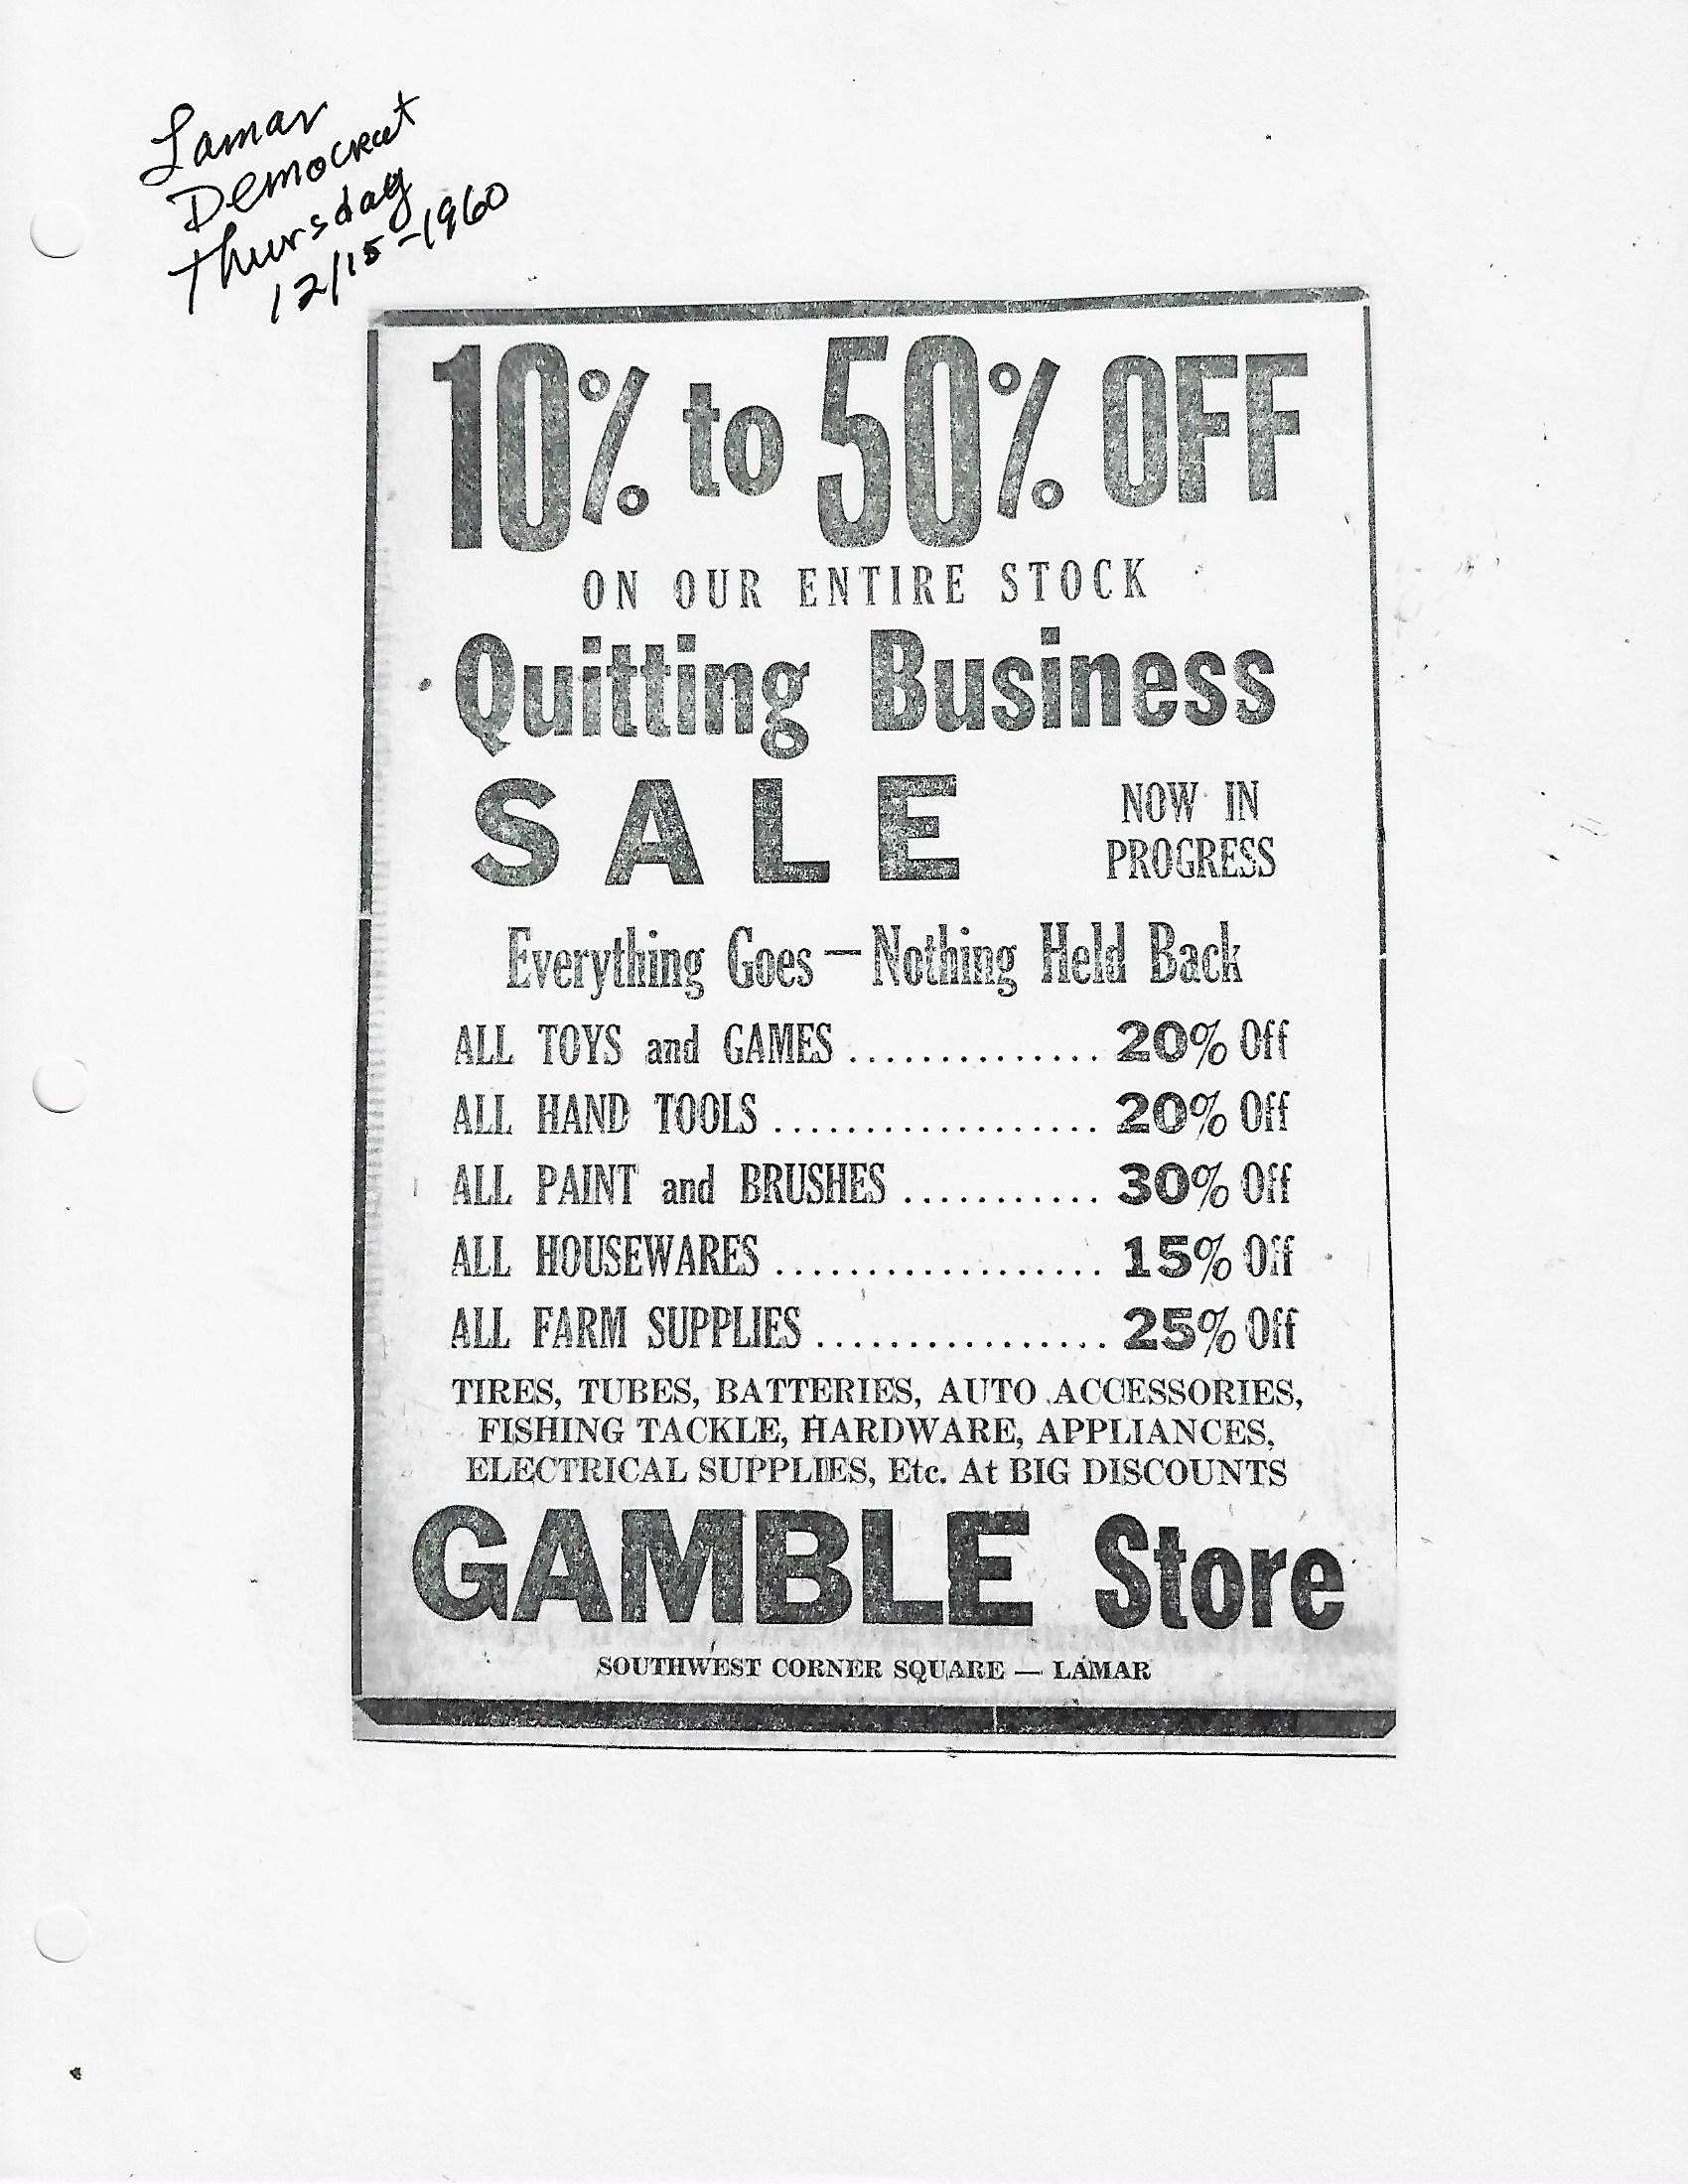 Lamar
Democrat
Thursday
12/15-1960
10% to 50% OFF
ON OUR ENTIRE STOCK
Quitting Business
SALE NOW IN
PROGRESS
Everything Goes — Nothing Held Back
ALL TOYS and GAMES .............. 20% Off
ALL HAND TOOLS .................. 20% Off
ALL PAINT and BRUSHES ........... 30% Off
ALL HOUSEWARES .................. 15% Off
ALL FARM SUPPLIES ................ 25% Off
TIRES, TUBES, BATTERIES, AUTO ACCESSORIES,
FISHING TACKLE, HARDWARE, APPLIANCES,
ELECTRICAL SUPPLIES, Etc. At BIG DISCOUNTS
GAMBLE Store
SOUTHWEST CORNER SQUARE — LAMAR